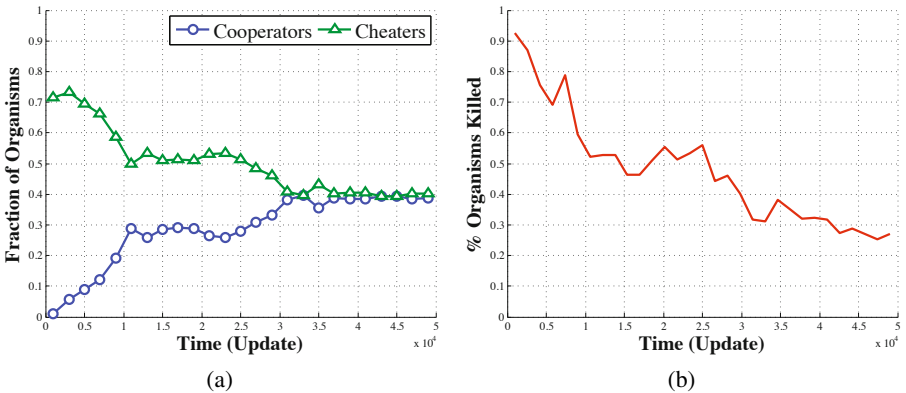 Cooperators Cheaters
Fraction of Organisms
1
0.9
0.8
0.7
0.6
0.5
0.4
0.3
0.2
0.1
0
0 0.5 1 1.5 2 2.5 3 3.5 4 4.5 5
x 10^4
Time (Update)
(a)
% Organisms Killed
1
0.9
0.8
0.7
0.6
0.5
0.4
0.3
0.2
0.1
0
0 0.5 1 1.5 2 2.5 3 3.5 4 4.5 5
x 10^4
Time (Update)
(b)